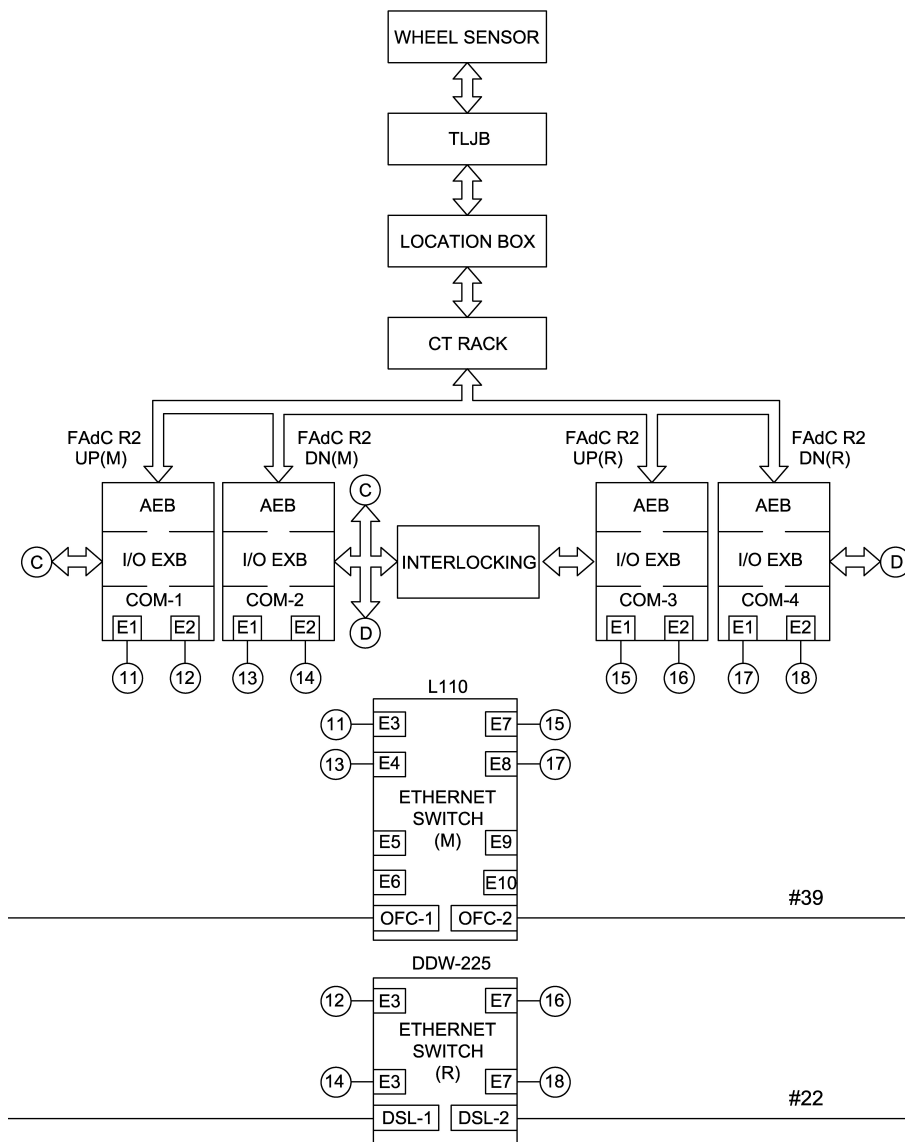 WHEEL SENSOR
TLJB
LOCATION BOX
CT RACK
FAdC R2
UP(M)
FAdC R2
DN(M)
FAdC R2
UP(R)
FAdC R2
DN(R)
AEB
AEB
C
AEB
AEB
C
I/O EXB
I/O EXB
INTERLOCKING
I/O EXB
I/O EXB
D
COM-1
COM-2
D
COM-3
COM-4
E1
E2
E1
E2
E1
E2
E1
E2
11
12
13
14
15
16
17
18
L110
11
E3
E7
15
13
E4
E8
17
ETHERNET
SWITCH
(M)
E5
E9
E6
E10
OFC-1
OFC-2
#39
DDW-225
12
E3
E7
16
ETHERNET
SWITCH
(R)
14
E3
E7
18
DSL-1
DSL-2
#22